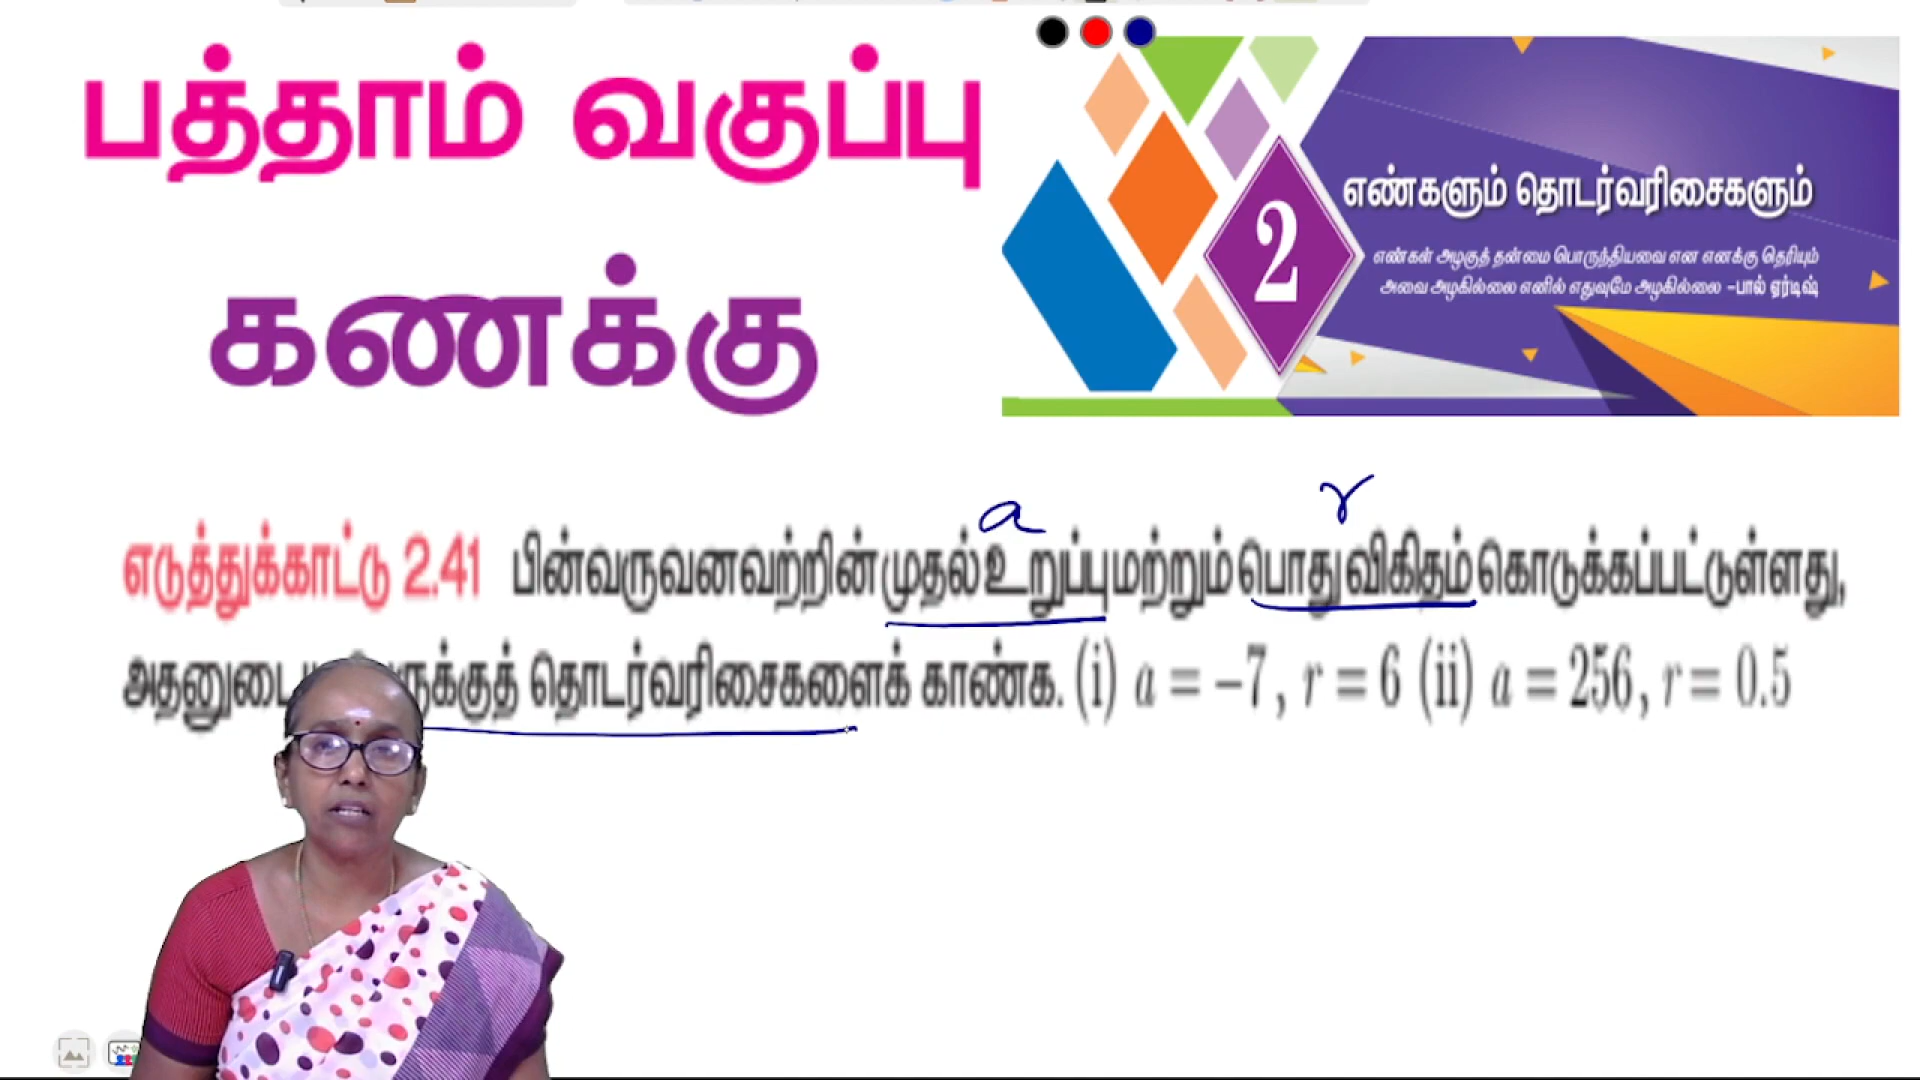 பத்தாம் வகுப்பு
கணக்கு
2
எண்களும் தொடர்வரிசைகளும்
எண்கள் அழகுத் தன்மை பொருந்தியவை என எனக்கு தெரியும்
அவை அழகில்லை எனில் எதுவுமே அழகில்லை -பால் ஏர்டிஷ்
a r
எடுத்துக்காட்டு 2.41 பின்வருவனவற்றின் முதல் உறுப்பு மற்றும் பொது விகிதம் கொடுக்கப்பட்டுள்ளது,
தொடர்வரிசைகளைக் காண்க. (i) a = −7, r = 6 (ii) a = 256, r = 0.5